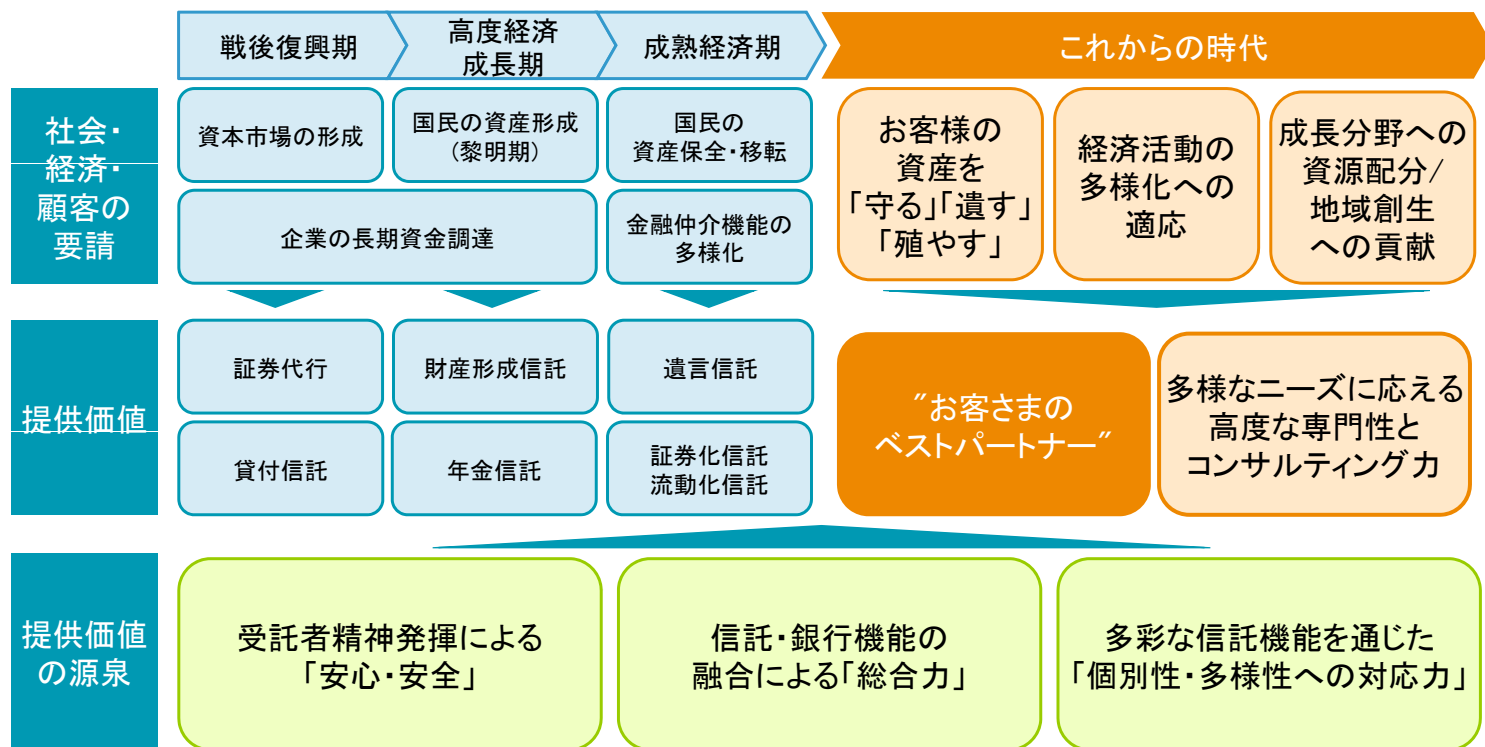 戦後復興期
高度経済
成長期
成熟経済期
これからの時代
社会・
経済・
顧客の
要請
資本市場の形成
国民の資産形成
(黎明期)
国民の
資産保全・移転
企業の長期資金調達
金融仲介機能の
多様化
お客様の
資産を
「守る」「遺す」
「殖やす」
経済活動の
多様化への
適応
成長分野への
資源配分/
地域創生
への貢献
提供価値
証券代行
財産形成信託
遺言信託
貸付信託
年金信託
証券化信託
流動化信託
"お客さまの
ベストパートナー"
多様なニーズに応える
高度な専門性と
コンサルティング力
提供価値
の源泉
受託者精神発揮による
「安心・安全」
信託・銀行機能の
融合による「総合力」
多彩な信託機能を通じた
「個別性・多様性への対応力」